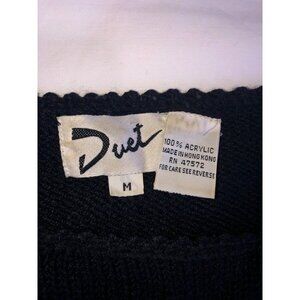 Duet
M
100% ACRYLIC
MADE IN HONG KONG
RN 47572
FOR CARE SEE REVERSE